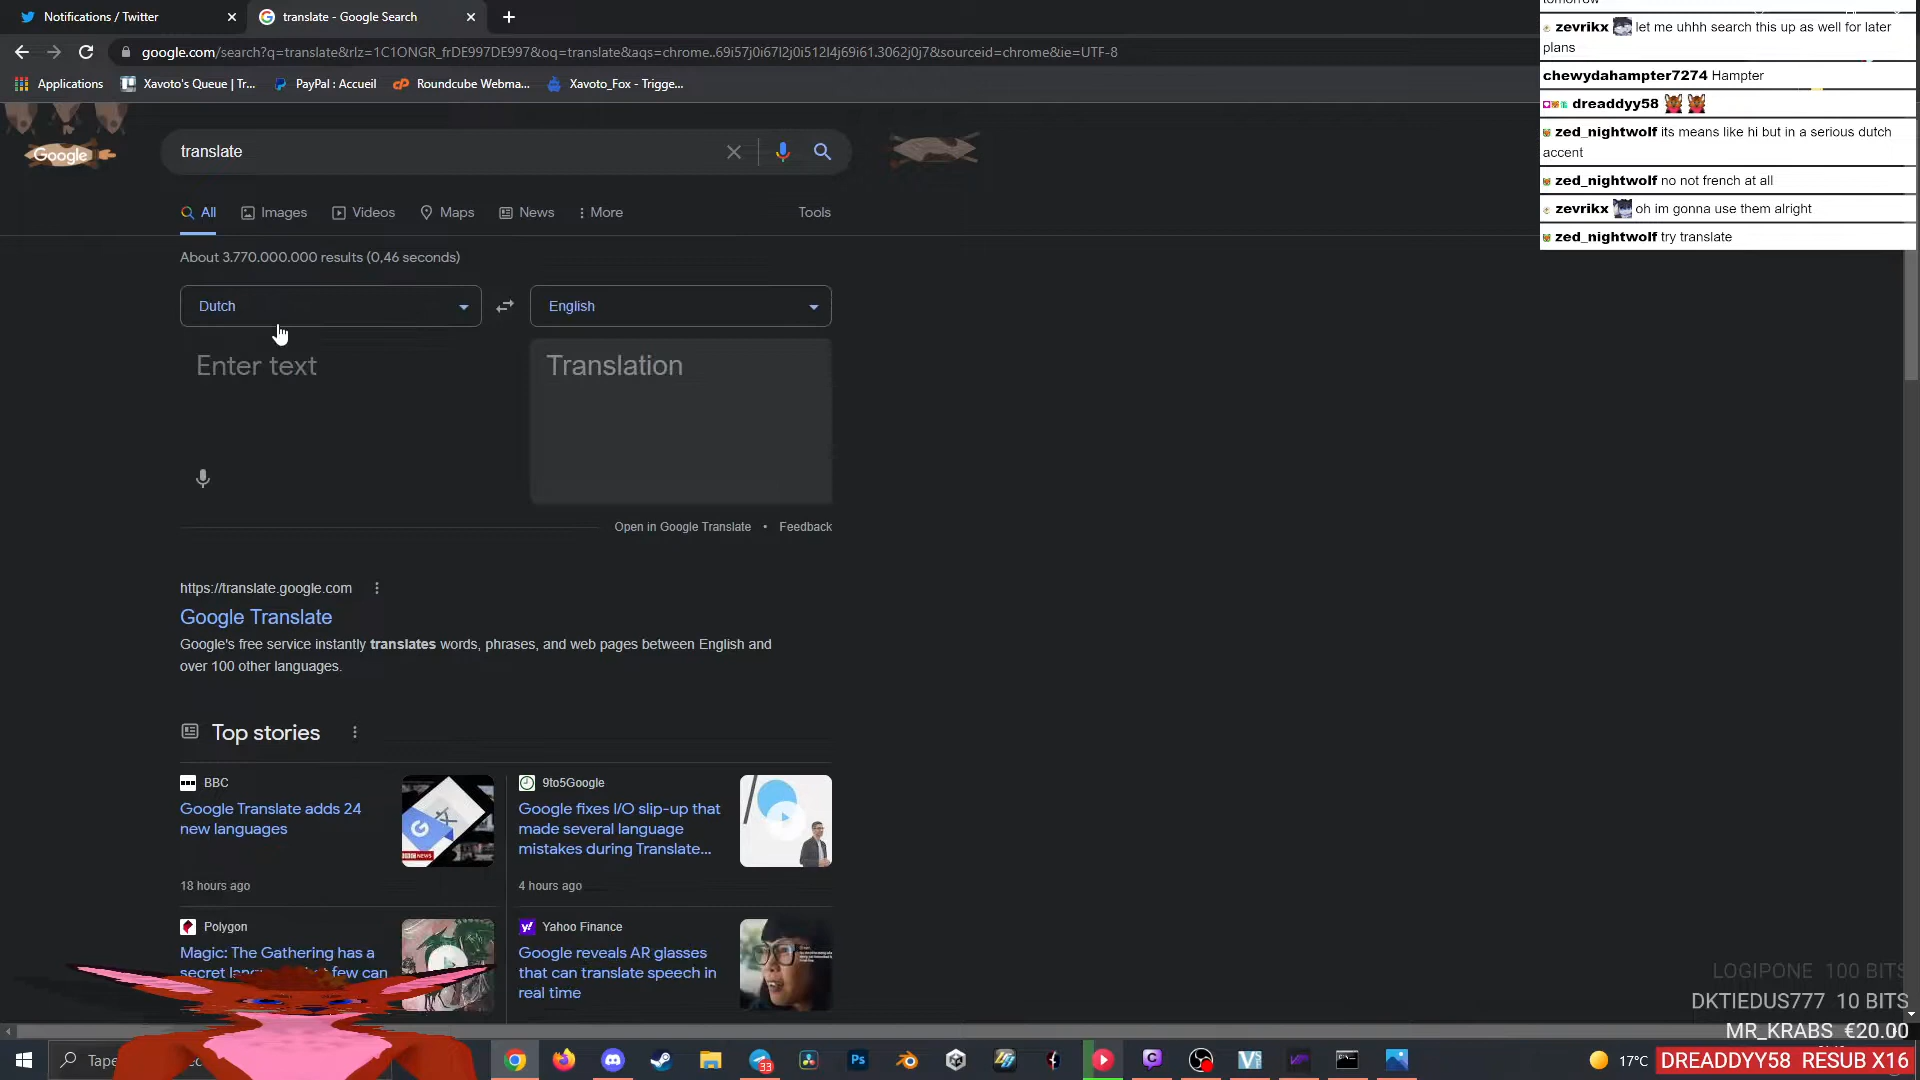 Notifications / Twitter
translate - Google Search
google.com/search?q=translate&rlz=1C1ONGR_frDE997DE997&oq=translate&aqs=chrome..69i57j0i67l2j0i512l4j69i61.3062j0j7&sourceid=chrome&ie=UTF-8
Applications
Xavoto's Queue | Tr...
PayPal : Accueil
Roundcube Webma...
Xavoto_Fox - Trigge...
Google
translate
All
Images
Videos
Maps
News
More
Tools
About 3.770.000.000 results (0,46 seconds)
Dutch
English
Enter text
Translation
Open in Google Translate • Feedback
https://translate.google.com
Google Translate
Google's free service instantly translates words, phrases, and web pages between English and
over 100 other languages.
Top stories
BBC
Google Translate adds 24
new languages
18 hours ago
9to5Google
Google fixes I/O slip-up that
made several language
mistakes during Translate...
4 hours ago
Polygon
Magic: The Gathering has a
secret few can
Yahoo Finance
Google reveals AR glasses
that can translate speech in
real time
BBC NEWS
tomorrow
zevrikx let me uhhh search this up as well for later
plans
chewydahampter7274 Hampter
dreaddyy58
zed_nightwolf its means like hi but in a serious dutch
accent
zed_nightwolf no not french at all
zevrikx oh im gonna use them alright
zed_nightwolf try translate
LOGIPONE 100 BITS
DKTIEDUS777 10 BITS
MR_KRABS €20.00
DREADDYY58 RESUB X16
Tape
33
Ps
17°C